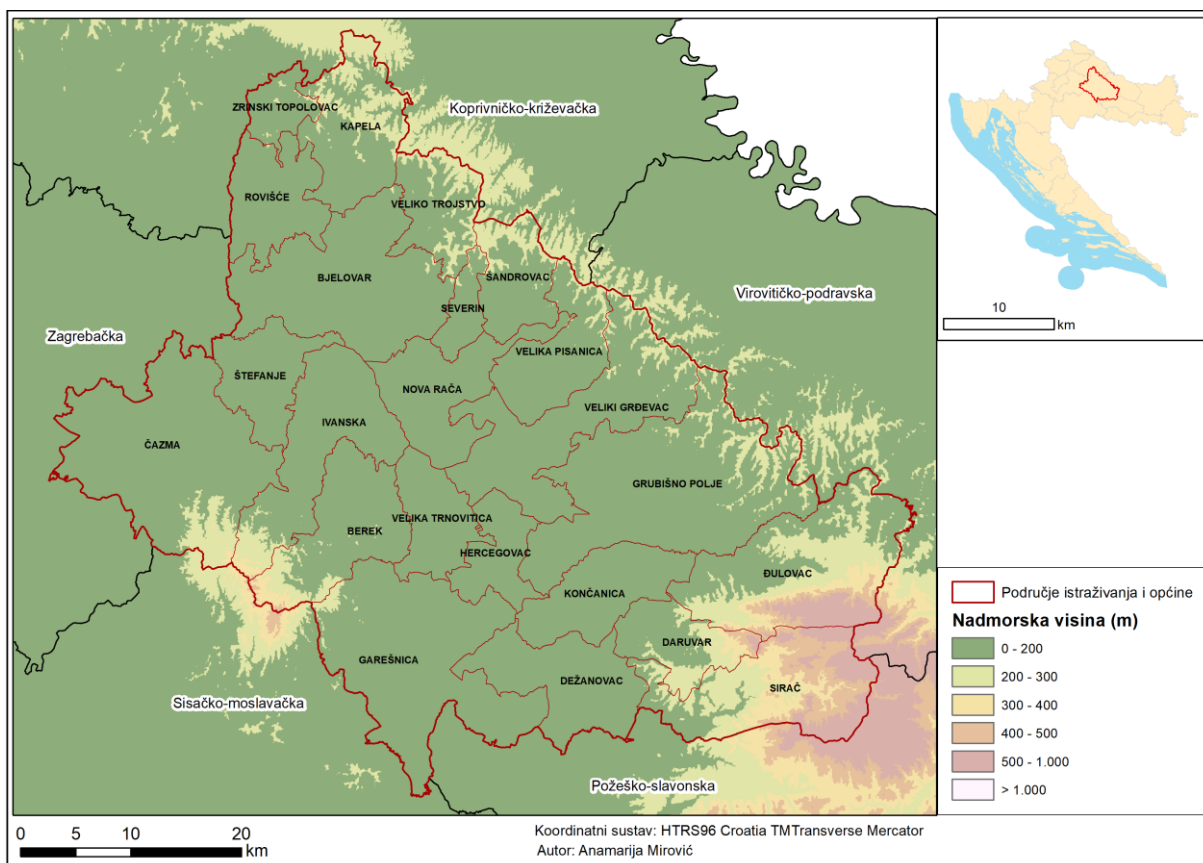 ZRINSKI TOPOLOVAC
Koprivničko-križevačka
KAPELA
ROVIŠĆE
VELIKO TROJSTVO
BJELOVAR
ŠANDROVAC
SEVERIN
Virovitičko-podravska
Zagrebačka
VELIKA PISANICA
ŠTEFANJE
NOVA RAČA
VELIKI GRĐEVAC
IVANSKA
ČAZMA
GRUBIŠNO POLJE
VELIKA TRNOVITICA
BEREK
HERCEGOVAC
ĐULOVAC
KONČANICA
DARUVAR
GAREŠNICA
DEŽANOVAC
SIRAČ
Sisačko-moslavačka
Požeško-slavonska
0 5 10 20
km
Koordinatni sustav: HTRS96 Croatia TMTransverse Mercator
Autor: Anamarija Mirović
10
km
Područje istraživanja i općine
Nadmorska visina (m)
0 - 200
200 - 300
300 - 400
400 - 500
500 - 1.000
> 1.000